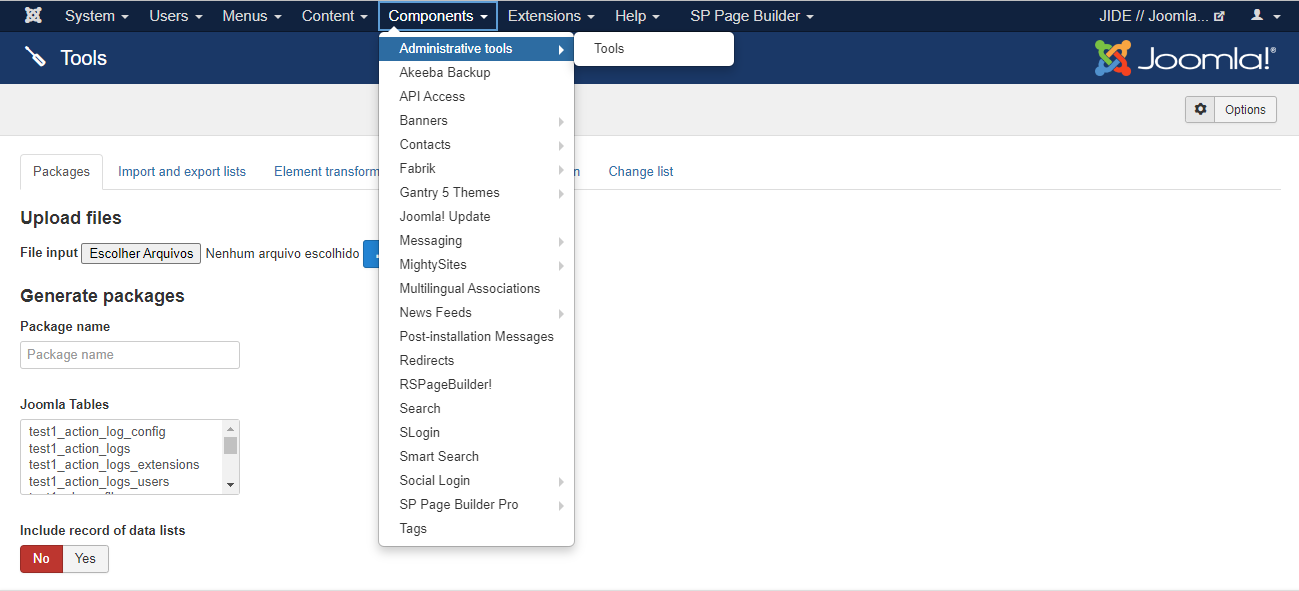 System Users Menus Content Components Extensions Help SP Page Builder JIDE // Joomla...
Tools
Joomla!®
Administrative tools
Tools
Akeeba Backup
API Access
Banners
Contacts
Fabrik
Gantry 5 Themes
Joomla! Update
Messaging
MightySites
Multilingual Associations
News Feeds
Post-installation Messages
Redirects
RSPageBuilder!
Search
SLogin
Smart Search
Social Login
SP Page Builder Pro
Tags
Options
Packages Import and export lists Element transform Change list
Upload files
File input Escolher Arquivos Nenhum arquivo escolhido
Generate packages
Package name
Package name
Joomla Tables
test1_action_log_config
test1_action_logs
test1_action_logs_extensions
test1_action_logs_users
Include record of data lists
No Yes